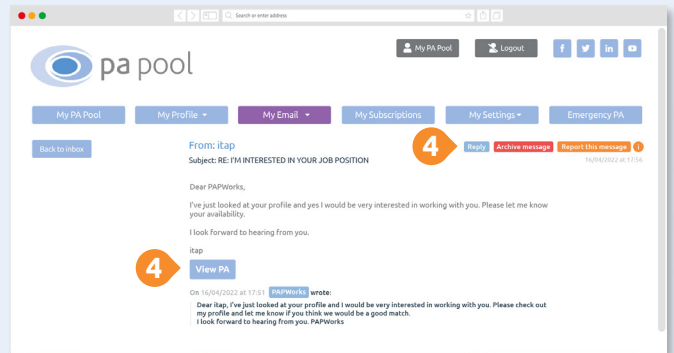 Search or enter address
pa pool
My PA Pool
Logout
My PA Pool
My Profile
My Email
My Subscriptions
My Settings
Emergency PA
Back to inbox
From: itap
4
Reply
Archive message
Report this message
i
Subject: RE: I'M INTERESTED IN YOUR JOB POSITION
16/04/2022 at 17:56
Dear PAPWorks,
I've just looked at your profile and yes I would be very interested in working with you. Please let me know
your availability.
I look forward to hearing from you.
itap
4
View PA
On 16/04/2022 at 17:51 PAPWorks wrote:
Dear itap, I've just looked at your profile and I would be very interested in working with you. Please check out
my profile and let me know if you think we would be a good match.
I look forward to hearing from you. PAPWorks